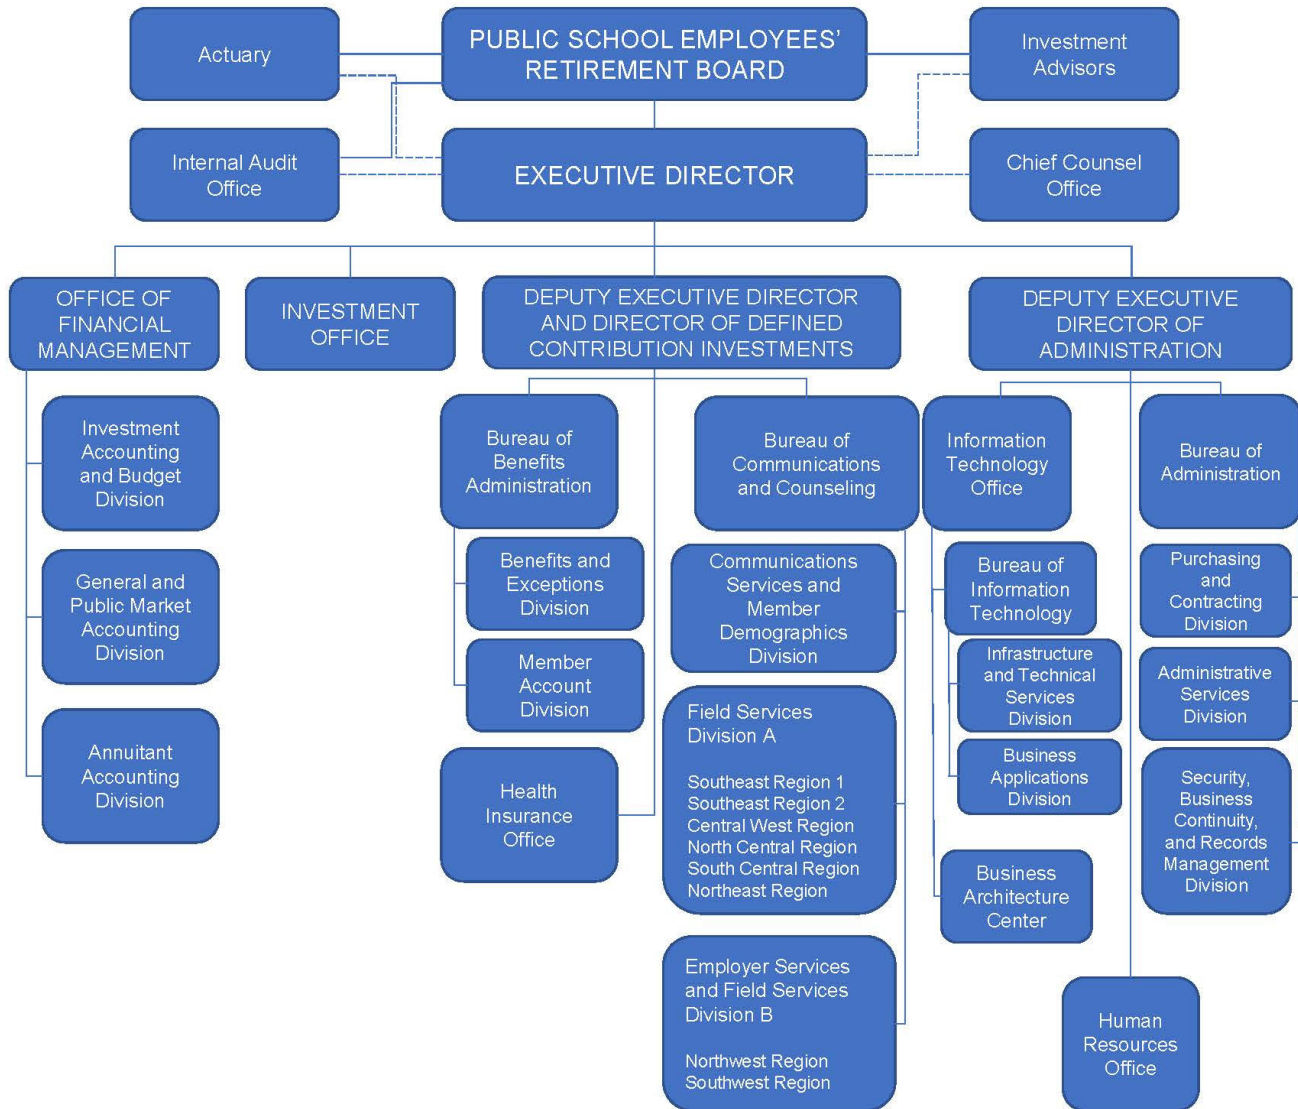 Actuary
PUBLIC SCHOOL EMPLOYEES’
RETIREMENT BOARD
Investment
Advisors
Internal Audit
Office
EXECUTIVE DIRECTOR
Chief Counsel
Office
OFFICE OF
FINANCIAL
MANAGEMENT
INVESTMENT
OFFICE
DEPUTY EXECUTIVE DIRECTOR
AND DIRECTOR OF DEFINED
CONTRIBUTION INVESTMENTS
DEPUTY EXECUTIVE
DIRECTOR OF
ADMINISTRATION
Investment
Accounting
and Budget
Division
General and
Public Market
Accounting
Division
Annuitant
Accounting
Division
Bureau of
Benefits
Administration
Benefits and
Exceptions
Division
Member
Account
Division
Health
Insurance
Office
Bureau of
Communications
and Counseling
Communications
Services and
Member
Demographics
Division
Field Services
Division A
Southeast Region 1
Southeast Region 2
Central West Region
North Central Region
South Central Region
Northeast Region
Employer Services
and Field Services
Division B
Northwest Region
Southwest Region
Information
Technology
Office
Bureau of
Information
Technology
Infrastructure
and Technical
Services
Division
Business
Applications
Division
Business
Architecture
Center
Bureau of
Administration
Purchasing
and
Contracting
Division
Administrative
Services
Division
Security,
Business
Continuity,
and Records
Management
Division
Human
Resources
Office